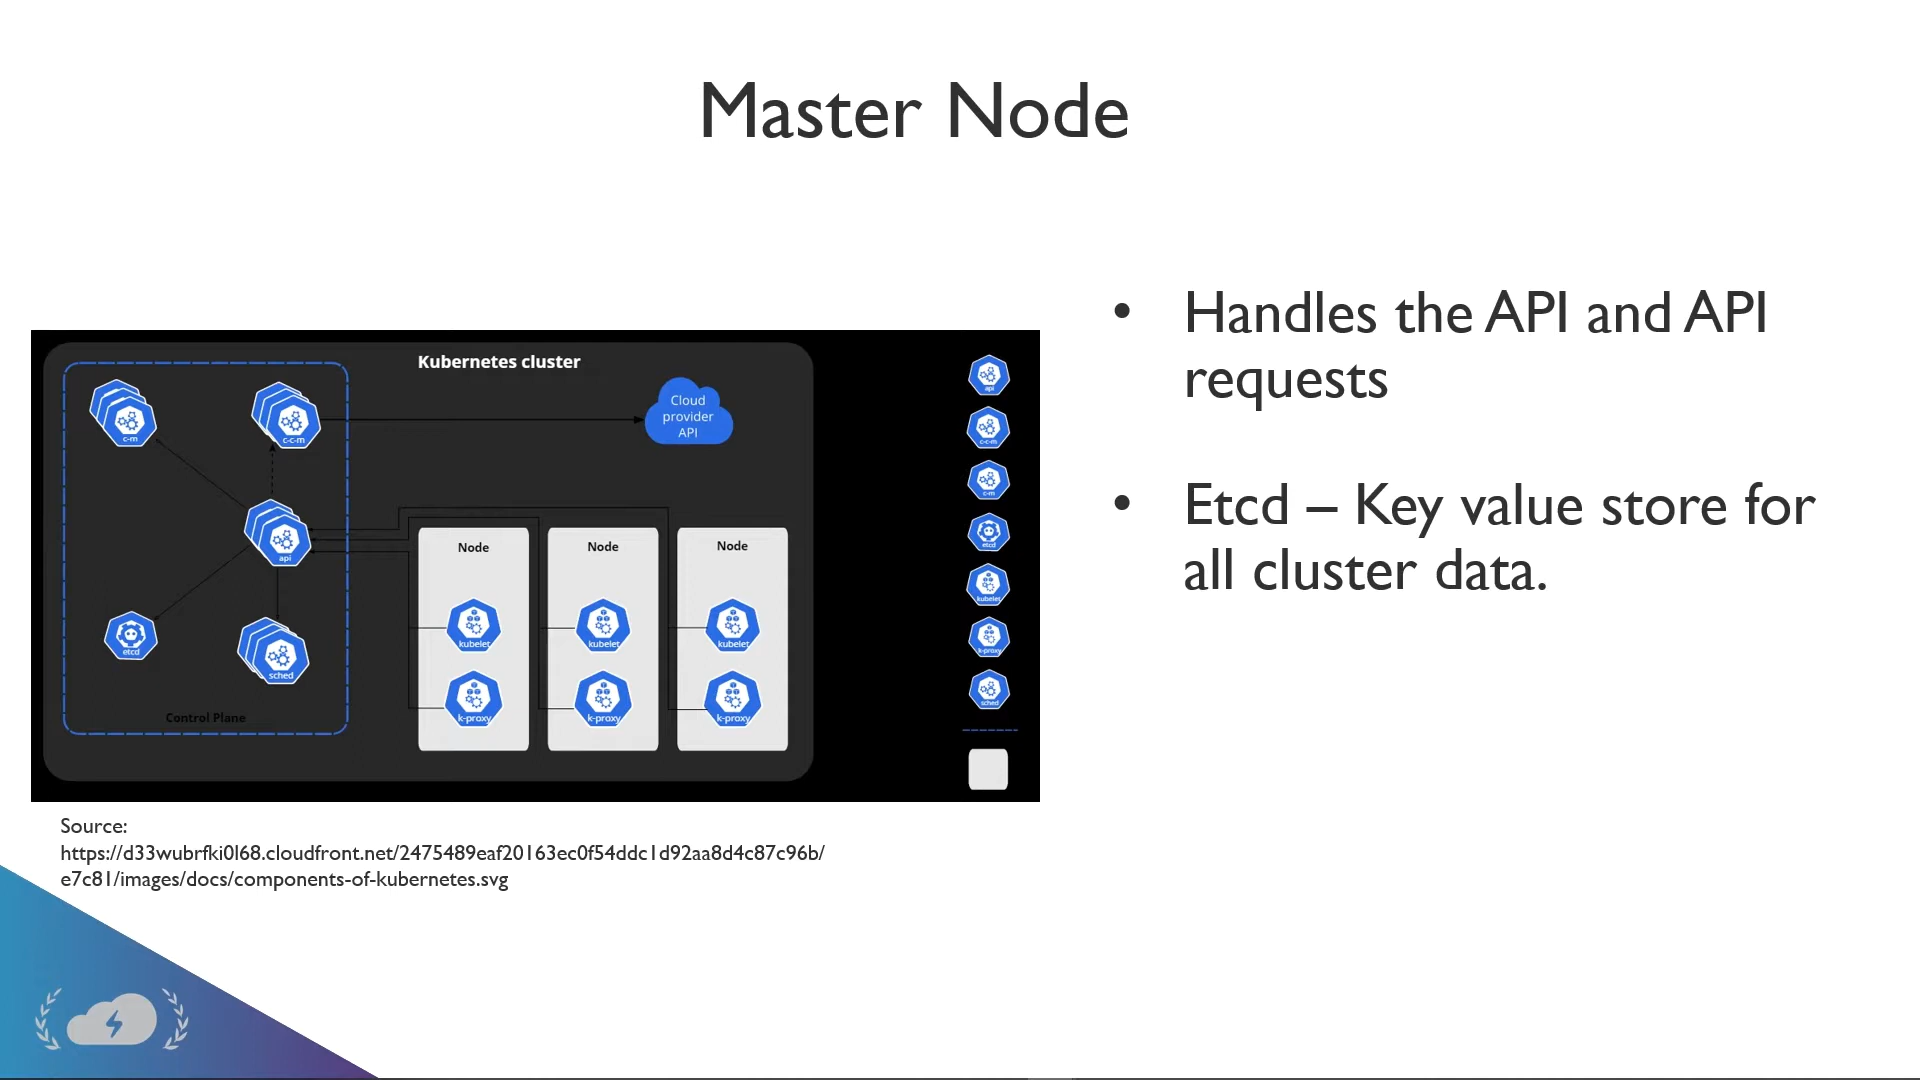 Master Node
Kubernetes cluster
c-m
c-c-m
Cloud
provider
API
api
etcd
sched
Control Plane
Node
kubelet
k-proxy
Node
kubelet
k-proxy
Node
kubelet
k-proxy
api
c-c-m
c-m
etcd
kubelet
k-proxy
sched
• Handles the API and API
requests
• Etcd – Key value store for
all cluster data.
Source:
https://d33wubrfki0l68.cloudfront.net/2475489eaf20163ec0f54ddc1d92aa8d4c87c96b/
e7c81/images/docs/components-of-kubernetes.svg